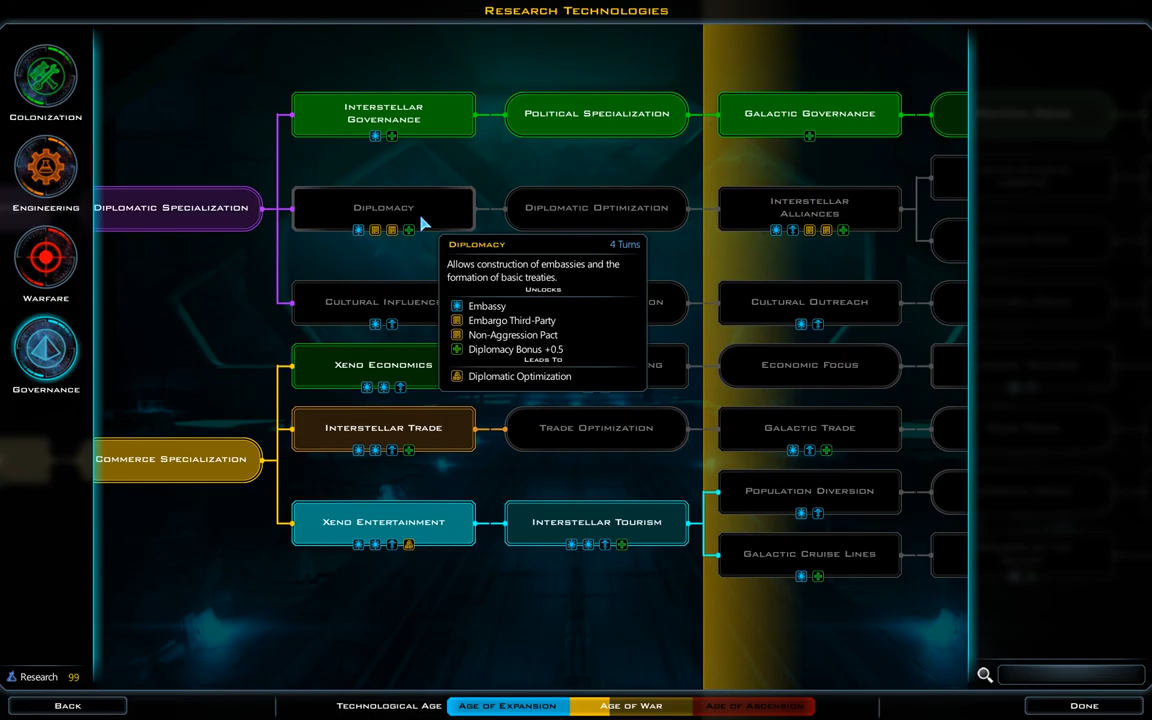 Research Technologies
Colonization
Engineering
Warfare
Governance
Interstellar
Governance
Political Specialization
Galactic Governance
Diplomatic Specialization
Diplomacy
Diplomatic Optimization
Interstellar
Alliances
Diplomacy
4 Turns
Allows construction of embassies and the
formation of basic treaties.
Unlocks
Embassy
Embargo Third-Party
Non-Aggression Pact
Diplomacy Bonus +0.5
Leads To
Diplomatic Optimization
Cultural Influenc
Cultural Outreach
Xeno Economics
Economic Focus
Commerce Specialization
Interstellar Trade
Trade Optimization
Galactic Trade
Population Diversion
Xeno Entertainment
Interstellar Tourism
Galactic Cruise Lines
Research 99
Back
Technological Age
Age of Expansion
Age of War
Age of Ascension
Done